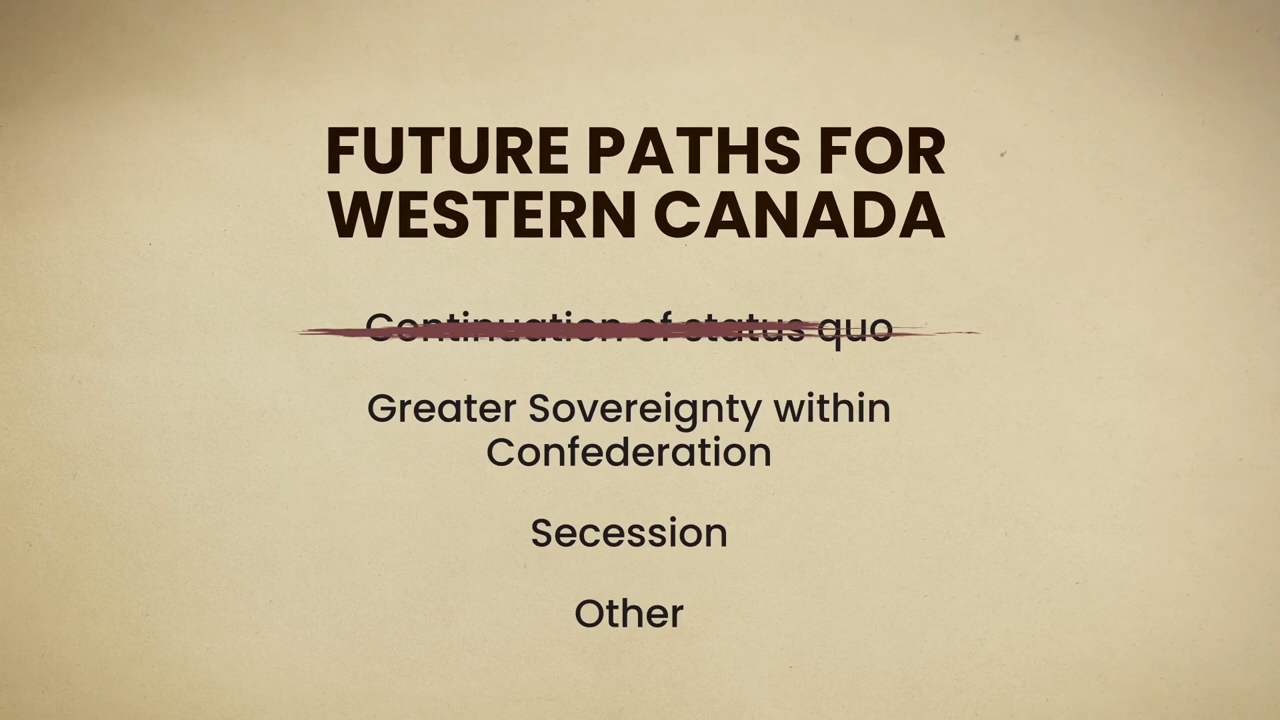 FUTURE PATHS FOR
WESTERN CANADA
Continuation of status quo
Greater Sovereignty within
Confederation
Secession
Other